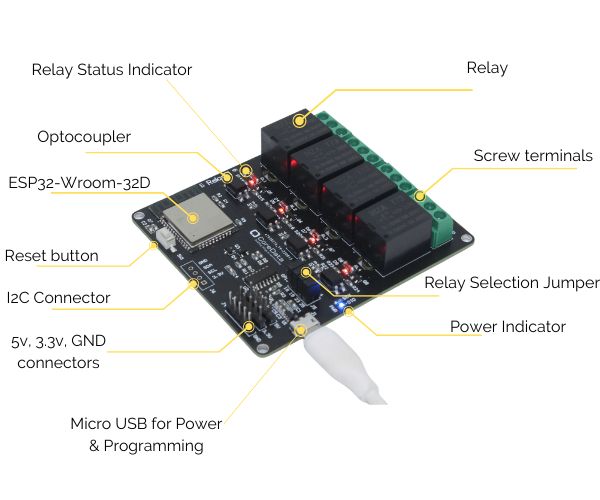 Relay Status Indicator
Relay
Optocoupler
Screw terminals
ESP32-Wroom-32D
Reset button
Relay Selection Jumper
I2C Connector
Power Indicator
5v, 3.3v, GND
connectors
Micro USB for Power
& Programming